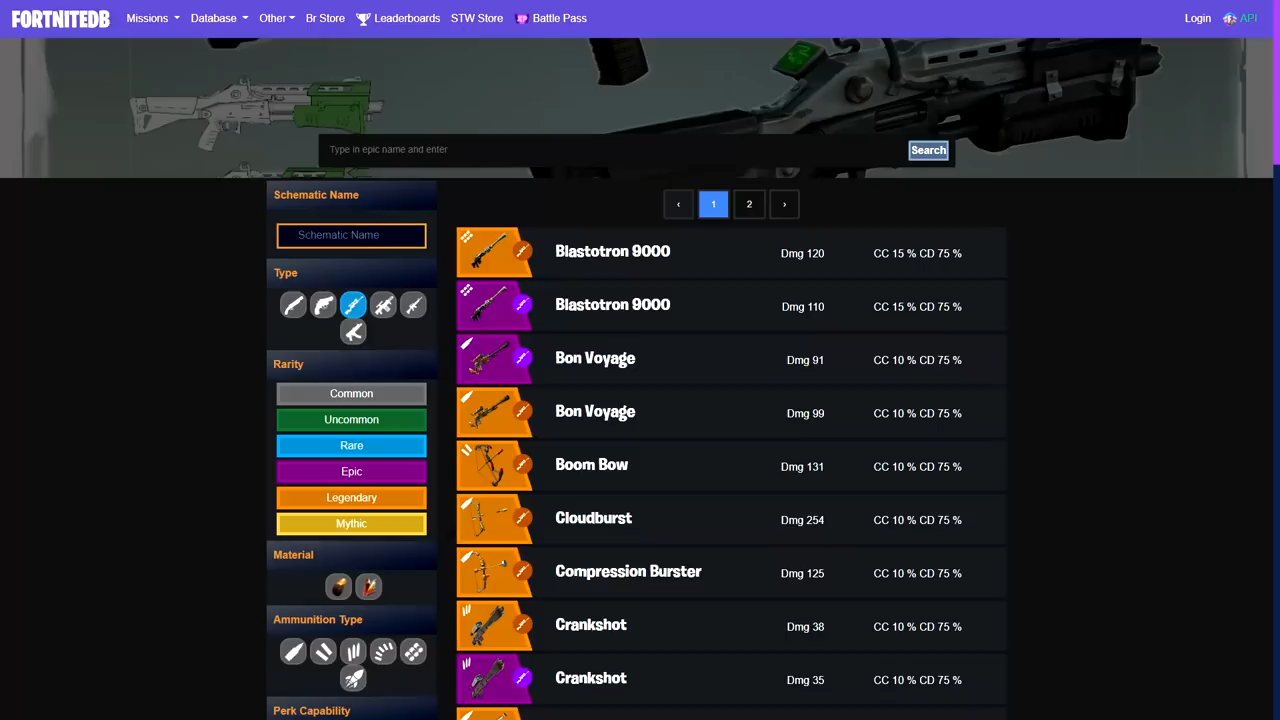 FORTNITEDB Missions Database Other Br Store Leaderboards STW Store Battle Pass Login API
Type in epic name and enter Search
Schematic Name
Schematic Name
Type
Rarity
Common
Uncommon
Rare
Epic
Legendary
Mythic
Material
Ammunition Type
Perk Capability
‹ 1 2 ›
Blastotron 9000 Dmg 120 CC 15 % CD 75 %
Blastotron 9000 Dmg 110 CC 15 % CD 75 %
Bon Voyage Dmg 91 CC 10 % CD 75 %
Bon Voyage Dmg 99 CC 10 % CD 75 %
Boom Bow Dmg 131 CC 10 % CD 75 %
Cloudburst Dmg 254 CC 10 % CD 75 %
Compression Burster Dmg 125 CC 10 % CD 75 %
Crankshot Dmg 38 CC 10 % CD 75 %
Crankshot Dmg 35 CC 10 % CD 75 %